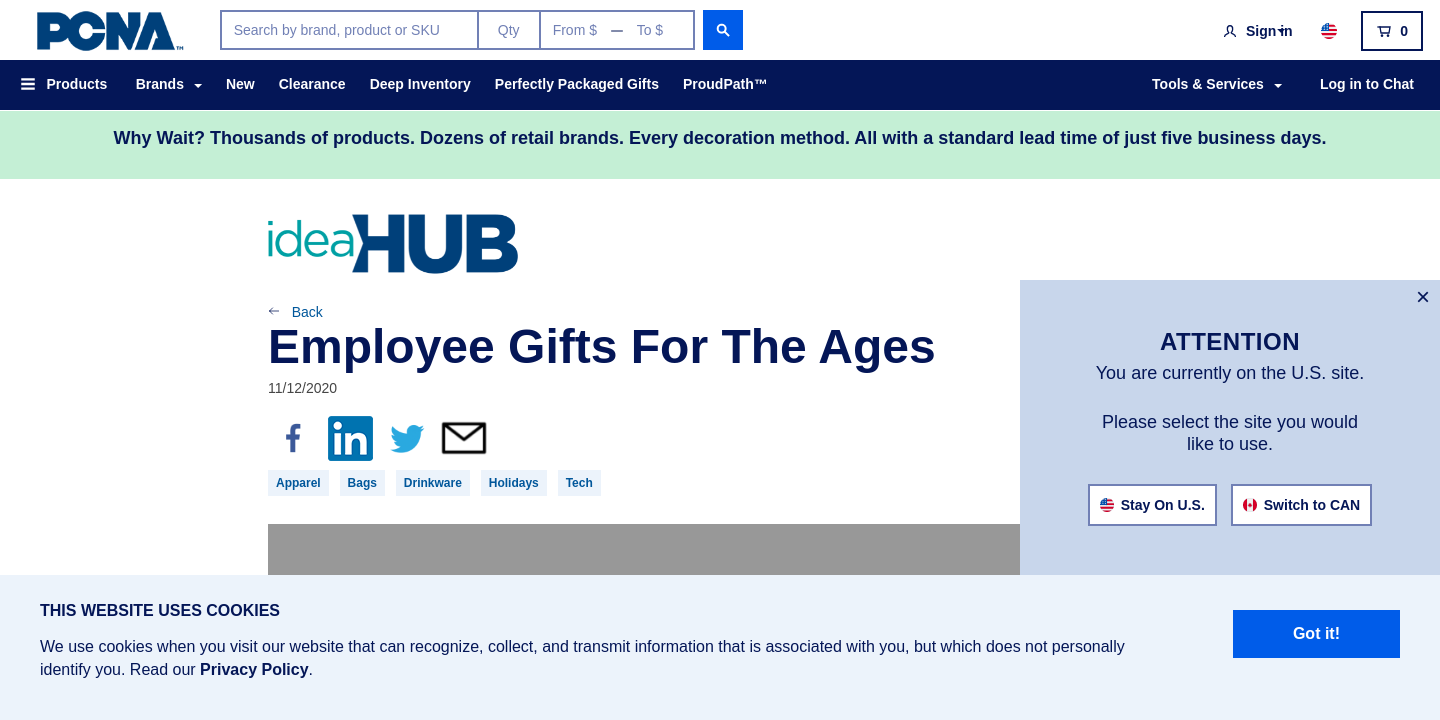 PCNA™
Search by brand, product or SKU
Qty
From $ — To $
Sign in
0
Products
Brands
New
Clearance
Deep Inventory
Perfectly Packaged Gifts
ProudPath™
Tools & Services
Log in to Chat
Why Wait? Thousands of products. Dozens of retail brands. Every decoration method. All with a standard lead time of just five business days.
ideaHUB
← Back
Employee Gifts For The Ages
11/12/2020
Apparel
Bags
Drinkware
Holidays
Tech
×
ATTENTION
You are currently on the U.S. site.
Please select the site you would
like to use.
Stay On U.S.
Switch to CAN
THIS WEBSITE USES COOKIES
We use cookies when you visit our website that can recognize, collect, and transmit information that is associated with you, but which does not personally
identify you. Read our Privacy Policy.
Got it!